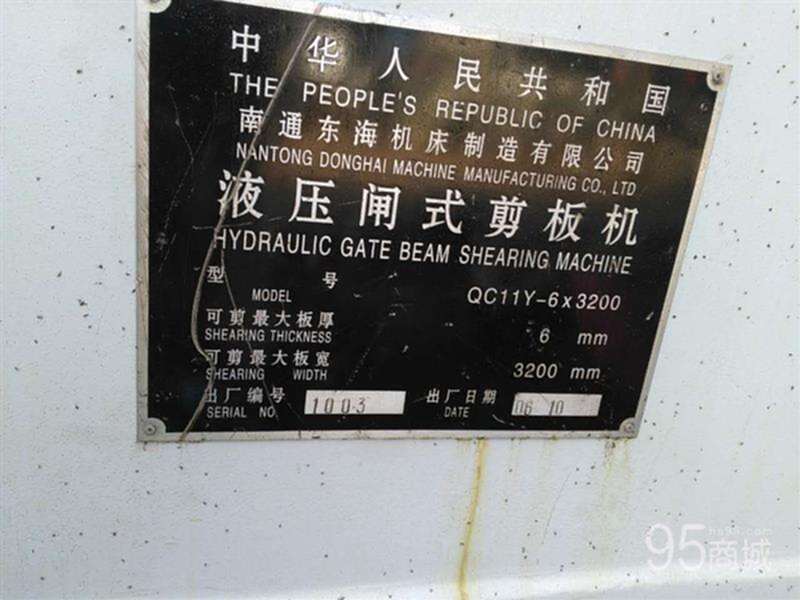 中华人民共和国
THE PEOPLE'S REPUBLIC OF CHINA
南通东海机床制造有限公司
NANTONG DONGHAI MACHINE MANUFACTURING CO., LTD
液压闸式剪板机
HYDRAULIC GATE BEAM SHEARING MACHINE
型 号
MODEL QC11Y-6x3200
可剪最大板厚
SHEARING THICKNESS 6 mm
可剪最大板宽
SHEARING WIDTH 3200 mm
出厂编号 1003 出厂日期 06 10
SERIAL NO. DATE
95商城